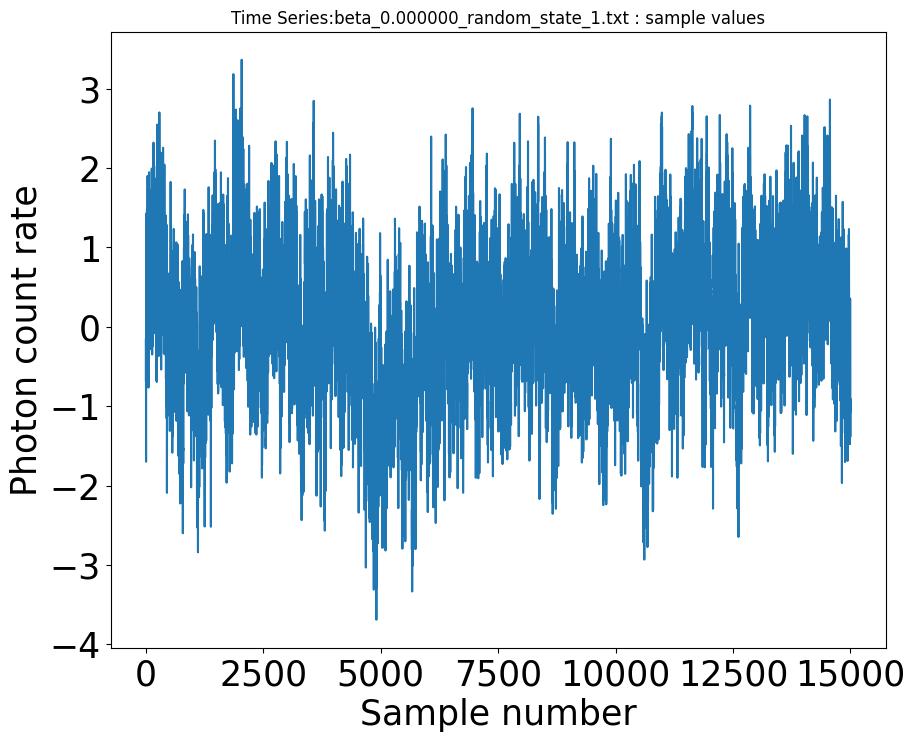 Time Series:beta_0.000000_random_state_1.txt : sample values
Photon count rate
3
2
1
0
−1
−2
−3
−4
0 2500 5000 7500 10000 12500 15000
Sample number